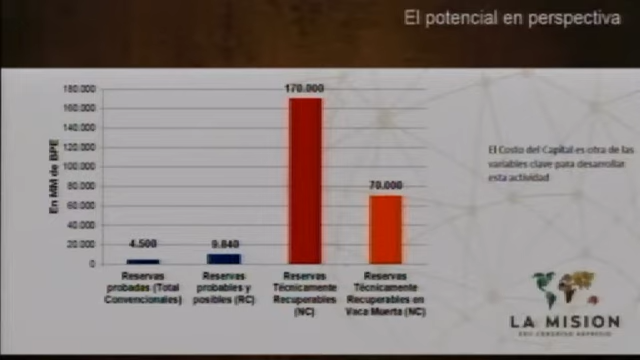 El potencial en perspectiva
En MM de BPE
180.000
160.000
140.000
120.000
100.000
80.000
60.000
40.000
20.000
0
4.500
9.840
170.000
70.000
Reservas
probadas (Total
Convencionales)
Reservas
probables y
posibles (RC)
Reservas
Técnicamente
Recuperables
(NC)
Reservas
Técnicamente
Recuperables en
Vaca Muerta (NC)
El Costo del Capital es otra de las
variables clave para desarrollar
esta actividad
LA MISION